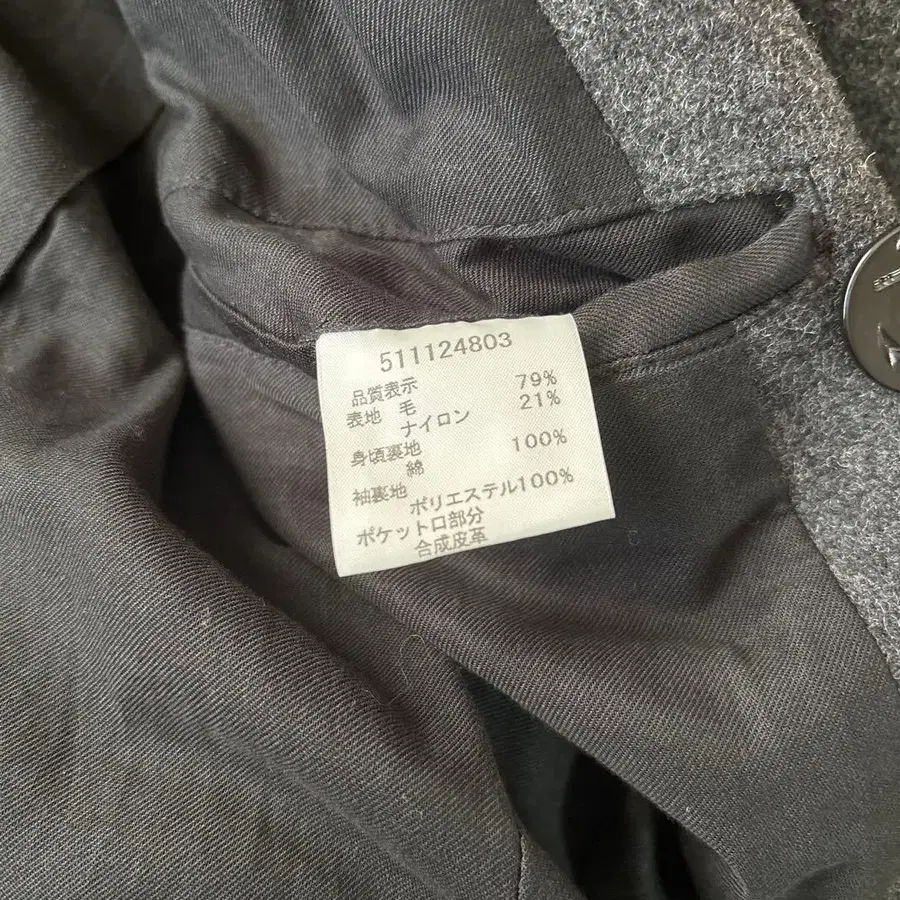 511124803
品質表示
表地 毛 79%
ナイロン 21%
身頃裏地
綿 100%
袖裏地
ポリエステル100%
ポケット口部分
合成皮革